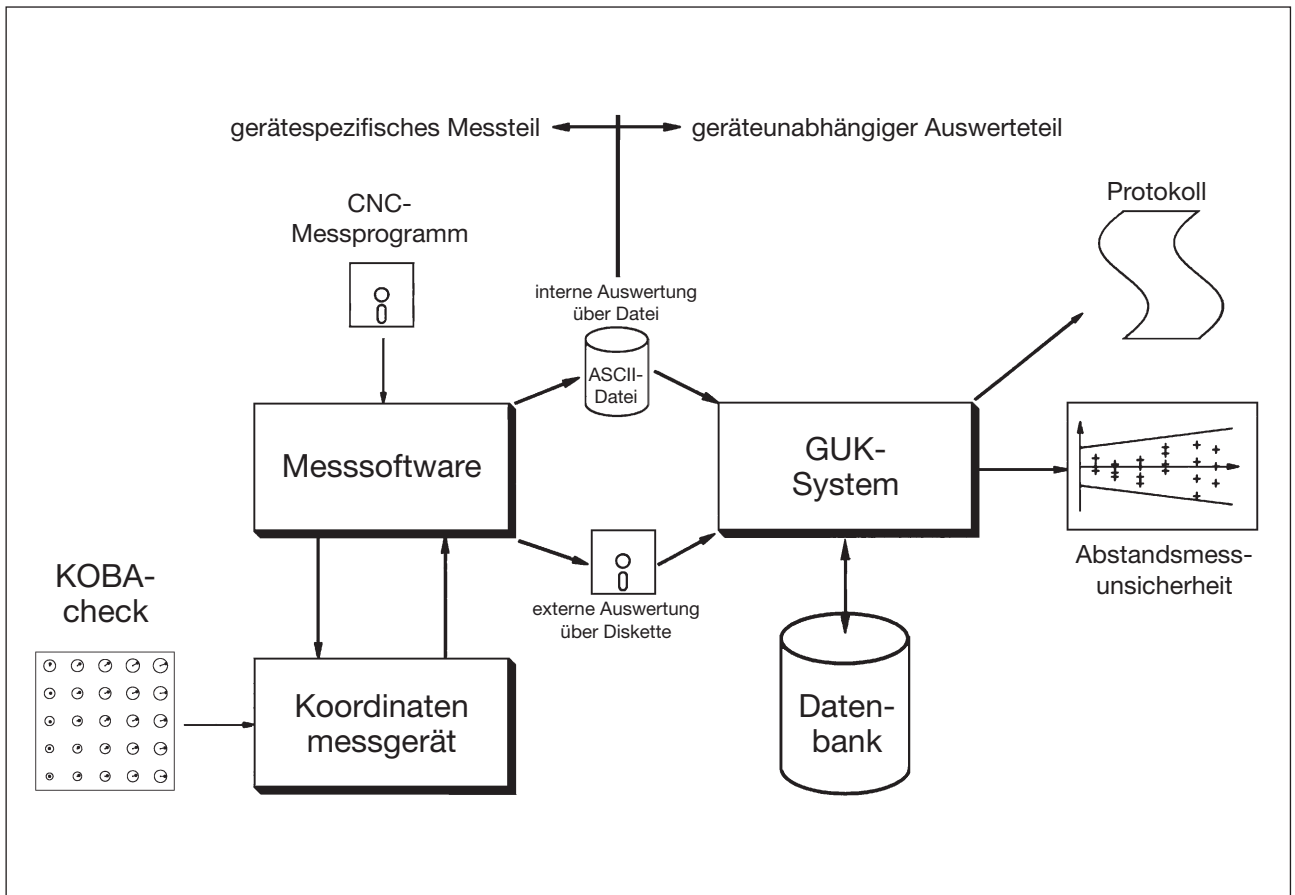 gerätespezifisches Messteil
geräteunabhängiger Auswerteteil
CNC-
Messprogramm
Protokoll
interne Auswertung
über Datei
ASCII-
Datei
Messsoftware
GUK-
System
Abstandsmess-
unsicherheit
KOBA-
check
externe Auswertung
über Diskette
Koordinaten
messgerät
Daten-
bank